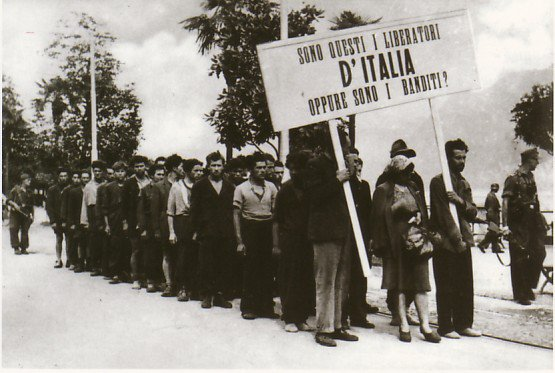 SONO QUESTI I LIBERATORI
D'ITALIA
OPPURE SONO I BANDITI?